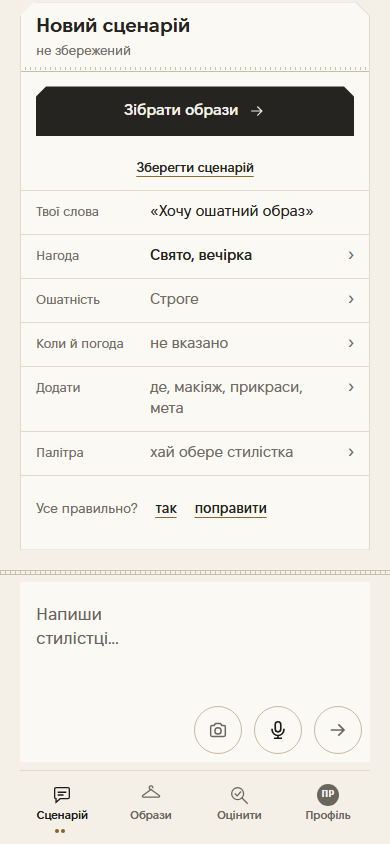 Новий сценарій
не збережений
Зібрати образи →
Зберегти сценарій
Твої слова «Хочу ошатний образ»
Нагода Свято, вечірка
Ошатність Строге
Коли й погода не вказано
Додати де, макіяж, прикраси,
мета
Палітра хай обере стилістка
Усе правильно? так поправити
Напиши
стилістці...
Сценарій Образи Оцінити ПР Профіль